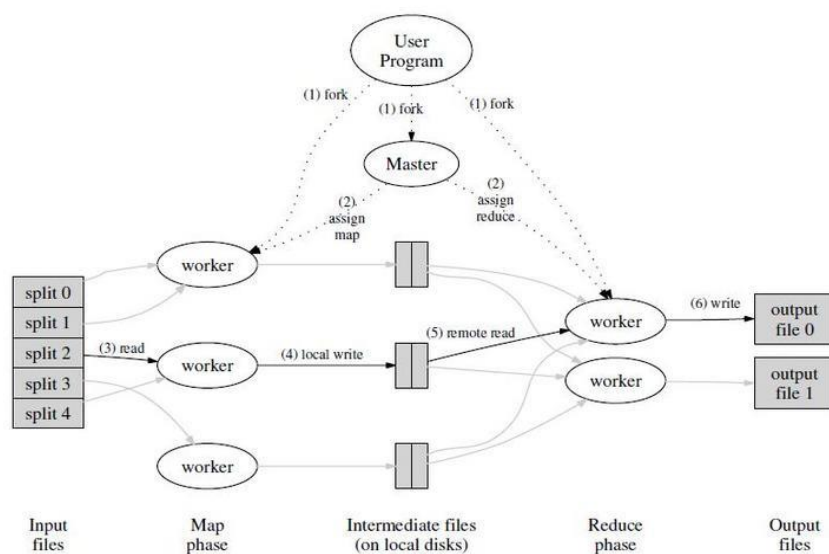 User
Program
(1) fork
(1) fork
(1) fork
Master
(2)
assign
map
(2)
assign
reduce
worker
split 0
split 1
split 2
split 3
split 4
(3) read
worker
(4) local write
(5) remote read
worker
(6) write
output
file 0
worker
output
file 1
worker
Input
files
Map
phase
Intermediate files
(on local disks)
Reduce
phase
Output
files